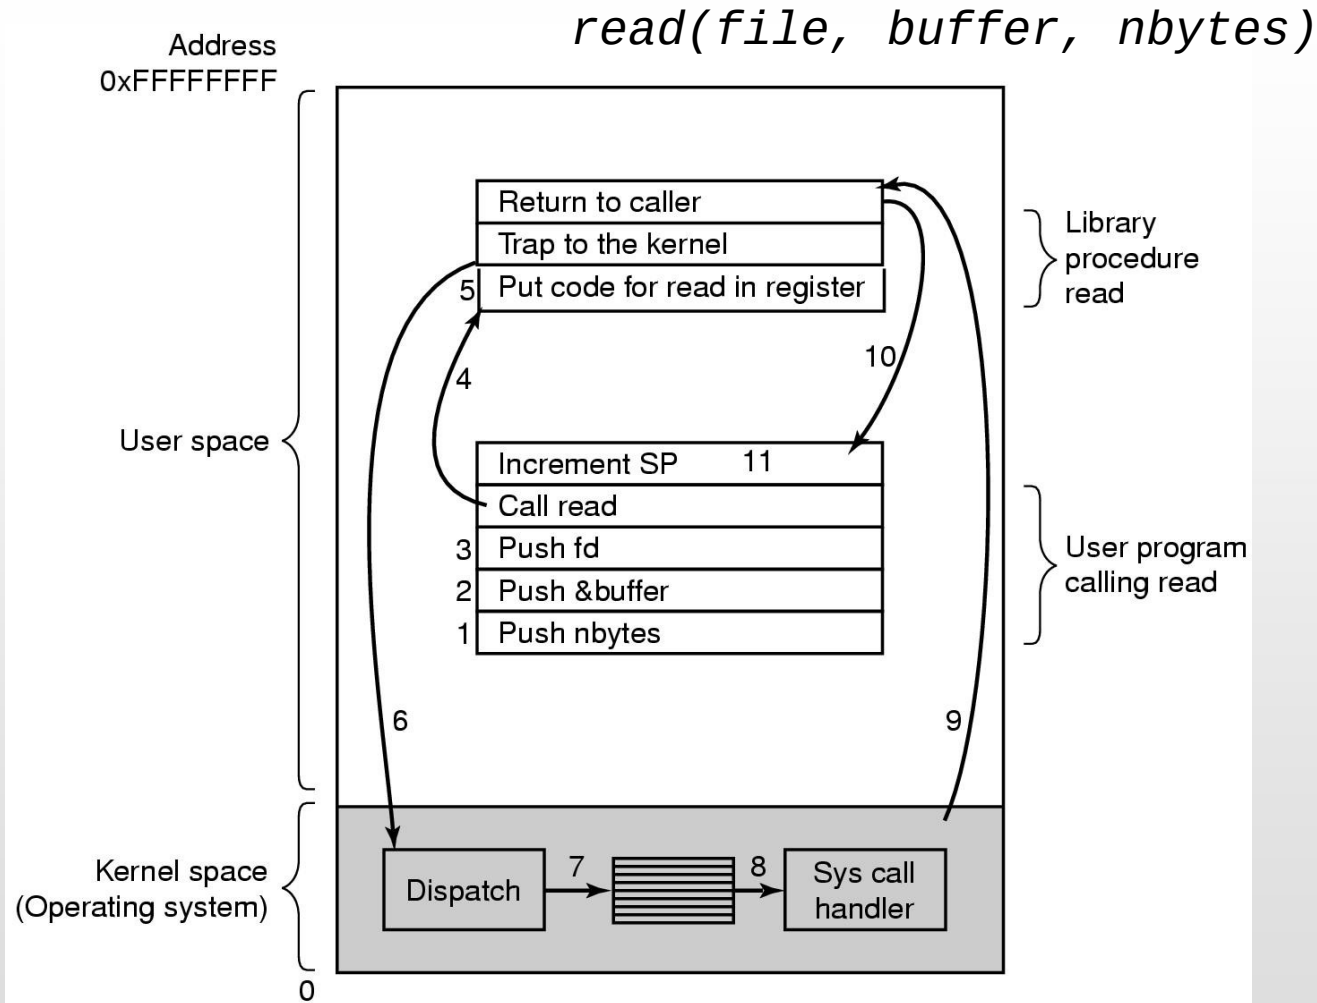 read(file, buffer, nbytes)
Address
0xFFFFFFFF
Return to caller
Trap to the kernel
5 Put code for read in register
Library
procedure
read
10
4
User space
Increment SP 11
Call read
3 Push fd
2 Push &buffer
1 Push nbytes
User program
calling read
6
9
Kernel space
(Operating system)
Dispatch
7
8
Sys call
handler
0